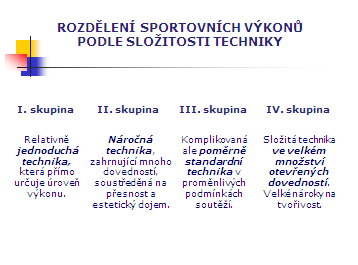 ROZDĚLENÍ SPORTOVNÍCH VÝKONŮ
PODLE SLOŽITOSTI TECHNIKY
I. skupina
Relativně
jednoduchá
technika,
která přímo
určuje úroveň
výkonu.
II. skupina
Náročná
technika,
zahrnující mnoho
dovedností,
soustředěná na
přesnost a
estetický dojem.
III. skupina
Komplikovaná
ale poměrně
standardní
technika v
proměnlivých
podmínkách
soutěží.
IV. skupina
Složitá technika
ve velkém
množství
otevřených
dovedností.
Velké nároky na
tvořivost.